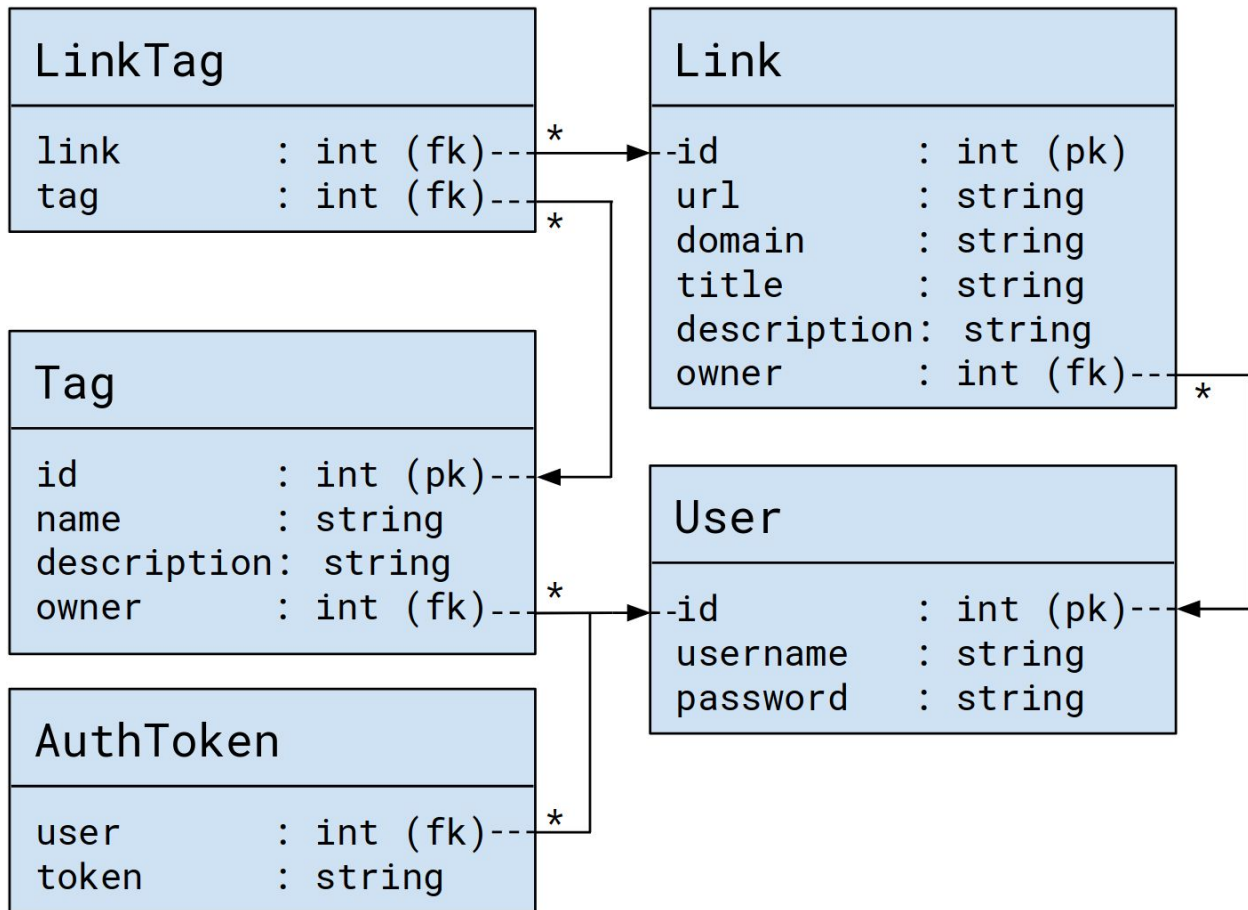 LinkTag
link : int (fk)
tag : int (fk)
*
*
Link
id : int (pk)
url : string
domain : string
title : string
description: string
owner : int (fk)
*
Tag
id : int (pk)
name : string
description: string
owner : int (fk)
*
User
id : int (pk)
username : string
password : string
AuthToken
user : int (fk)
token : string
*